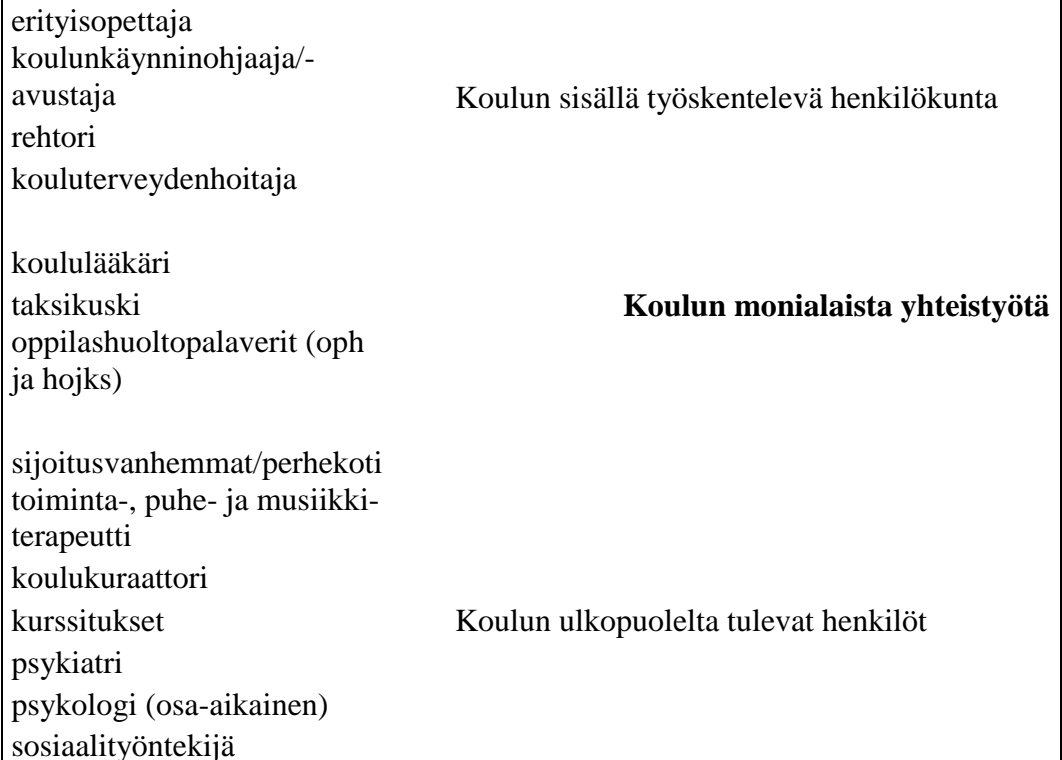 erityisopettaja
koulunkäynninohjaaja/-
avustaja
Koulun sisällä työskentelevä henkilökunta
rehtori
kouluterveydenhoitaja
koululääkäri
taksikuski
Koulun monialaista yhteistyötä
oppilashuoltopalaverit (oph
ja hojks)
sijoitusvanhemmat/perhekoti
toiminta-, puhe- ja musiikki-
terapeutti
koulukuraattori
kurssitukset
Koulun ulkopuolelta tulevat henkilöt
psykiatri
psykologi (osa-aikainen)
sosiaalityöntekijä